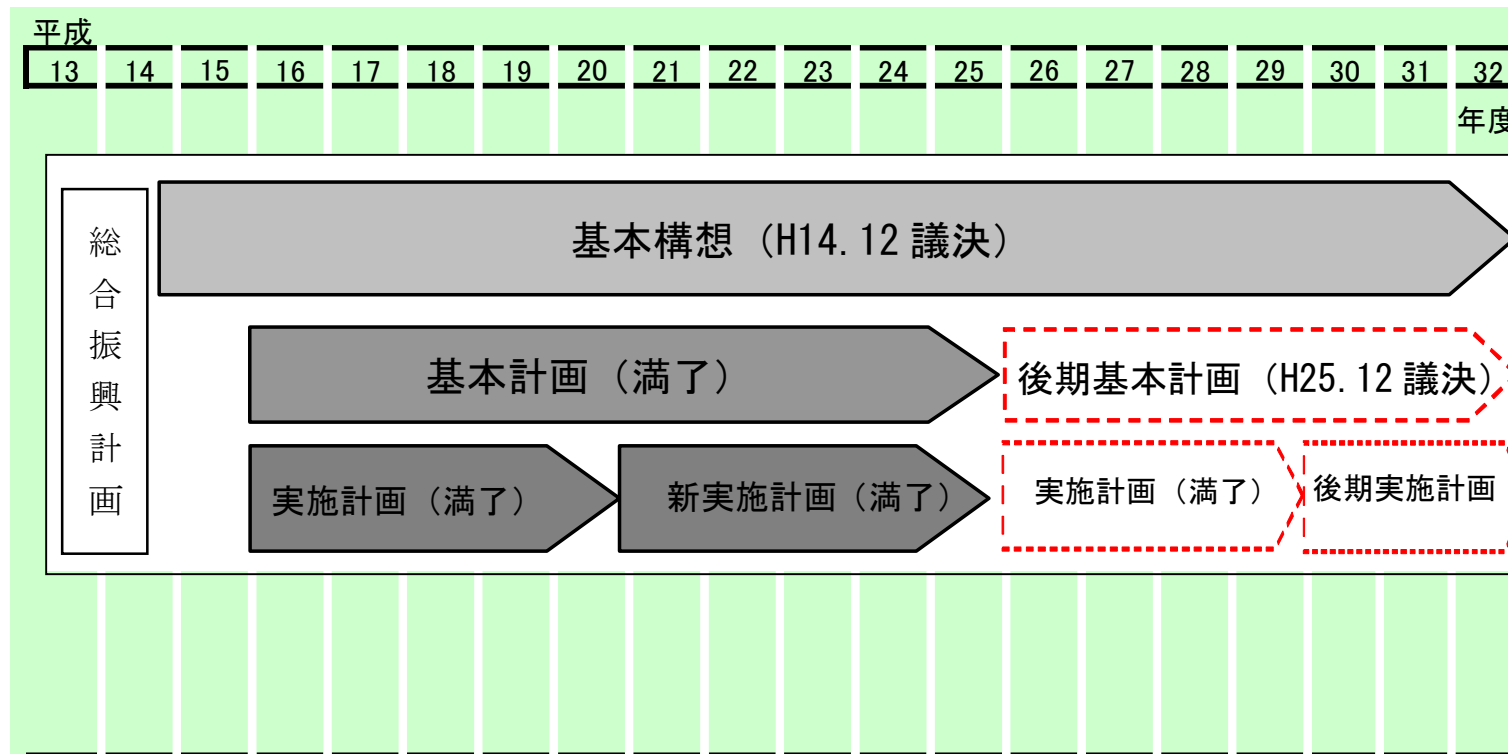 平成
13 14 15 16 17 18 19 20 21 22 23 24 25 26 27 28 29 30 31 32
年度
総合振興計画
基本構想（H14.12 議決）
基本計画（満了）
後期基本計画（H25.12 議決）
実施計画（満了）
新実施計画（満了）
実施計画（満了）
後期実施計画